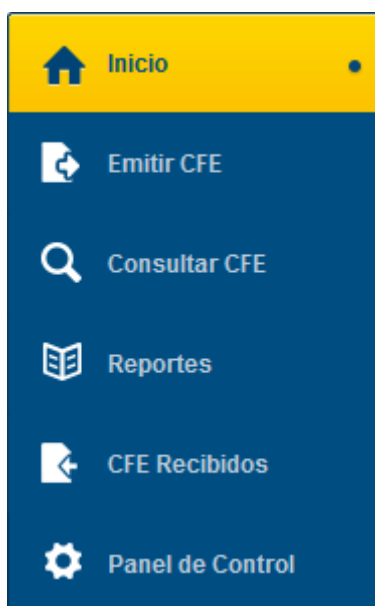 Inicio
Emitir CFE
Consultar CFE
Reportes
CFE Recibidos
Panel de Control